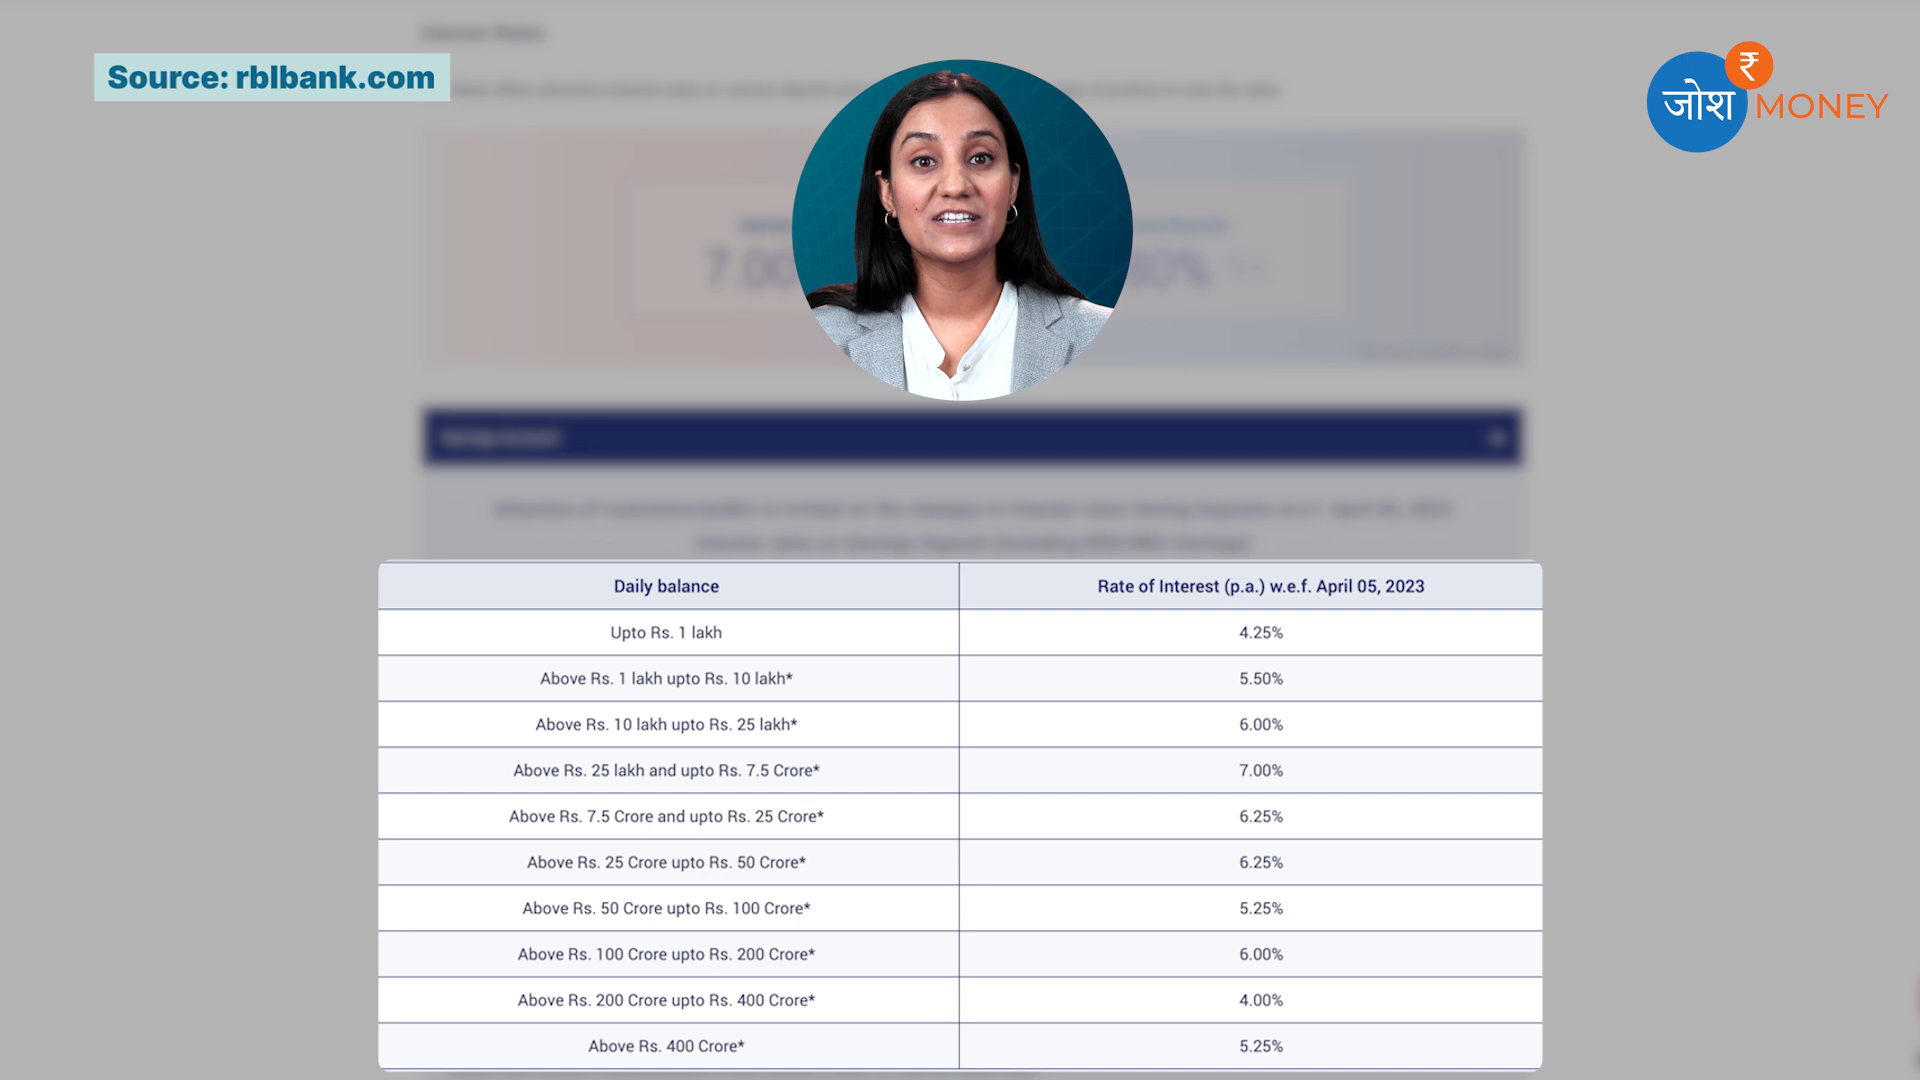 Source: rblbank.com
₹
जोश MONEY
7.00
80%
Daily balance
Rate of Interest (p.a.) w.e.f. April 05, 2023
Upto Rs. 1 lakh
4.25%
Above Rs. 1 lakh upto Rs. 10 lakh*
5.50%
Above Rs. 10 lakh upto Rs. 25 lakh*
6.00%
Above Rs. 25 lakh and upto Rs. 7.5 Crore*
7.00%
Above Rs. 7.5 Crore and upto Rs. 25 Crore*
6.25%
Above Rs. 25 Crore upto Rs. 50 Crore*
6.25%
Above Rs. 50 Crore upto Rs. 100 Crore*
5.25%
Above Rs. 100 Crore upto Rs. 200 Crore*
6.00%
Above Rs. 200 Crore upto Rs. 400 Crore*
4.00%
Above Rs. 400 Crore*
5.25%